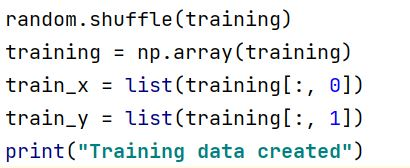 random.shuffle(training)
training = np.array(training)
train_x = list(training[:, 0])
train_y = list(training[:, 1])
print("Training data created")